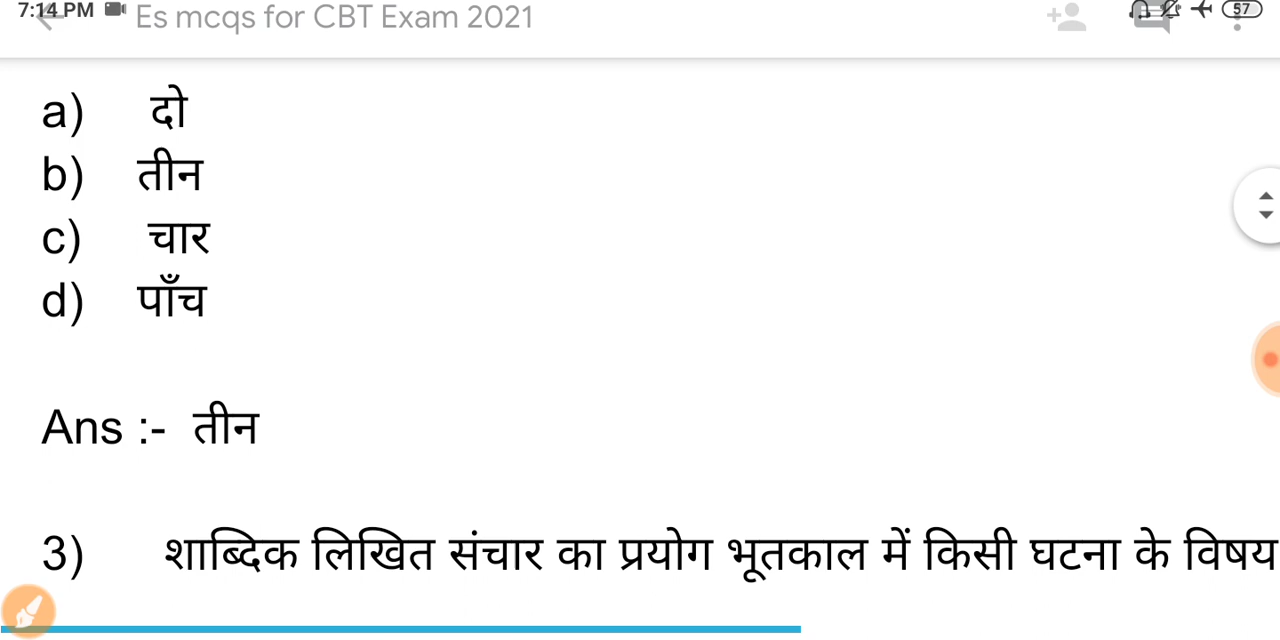 7:14 PM
57
Es mcqs for CBT Exam 2021
a) दो
b) तीन
c) चार
d) पाँच
Ans :- तीन
3) शाब्दिक लिखित संचार का प्रयोग भूतकाल में किसी घटना के विषय